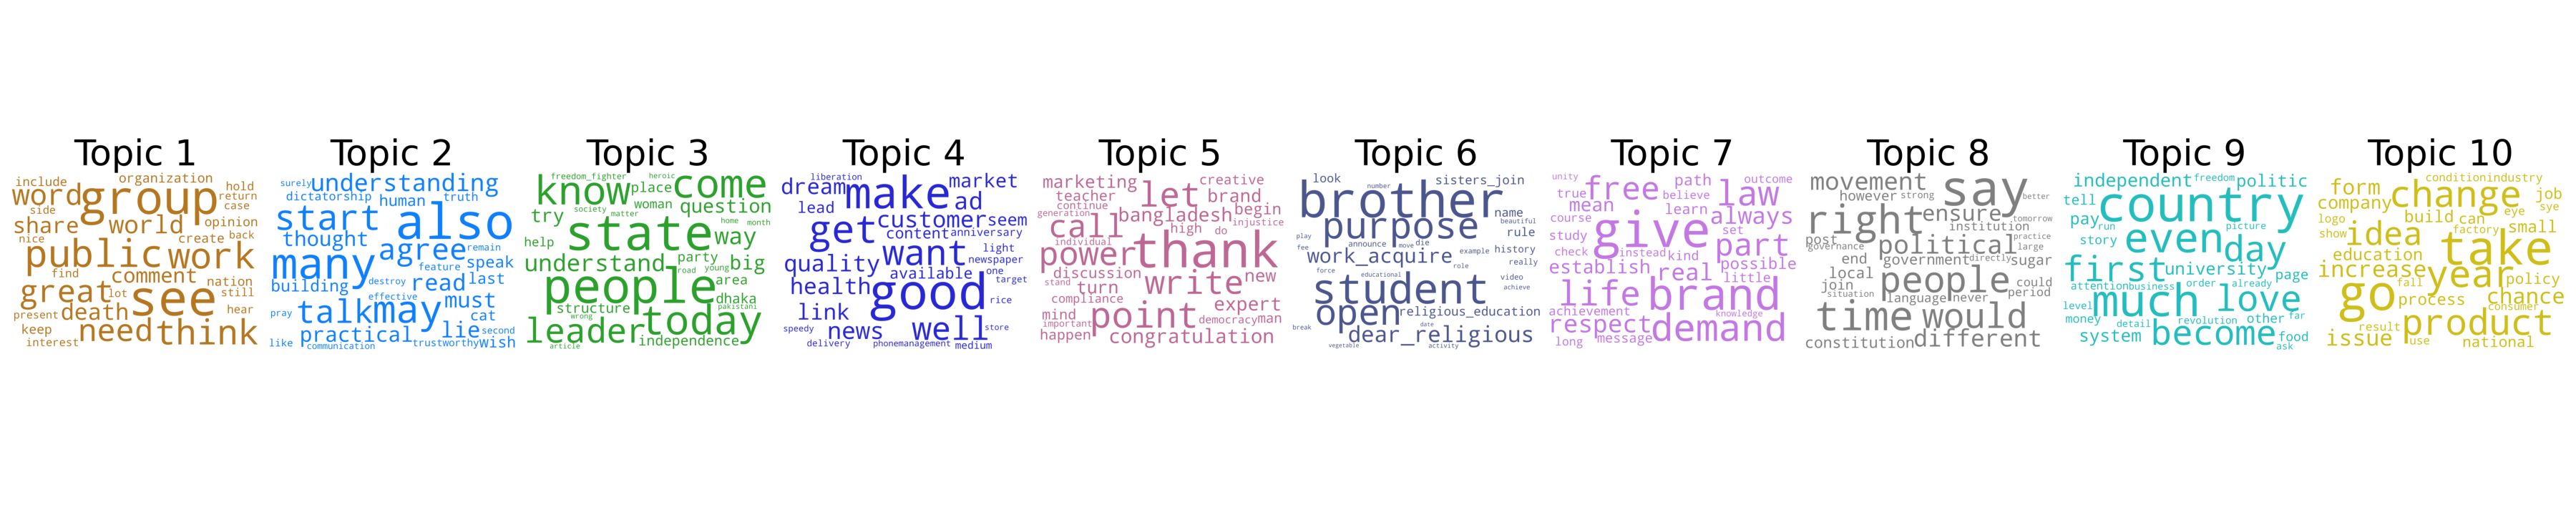 Topic 1
include organization hold
word group return
side case
share world opinion
nice create back
public work
find comment nation
great lot see still
present death hear
keep need think
interest
Topic 2
surely understanding
dictatorship human truth
start also
thought agree remain
many feature speak
building destroy read last
effective
talk may must
pray cat
practical lie second
like communication trustworthy wish
Topic 3
freedom_fighter heroic
know place come
try woman question
society matter home month
help state way
understand party big
road young area
people dhaka
structure pakistani
wrong
leader today
independence
article
Topic 4
liberation
dream make market
lead ad
get customer seem
content anniversary
want light newspaper
quality available one
health target
good rice
link
news well store
speedy
delivery phone management medium
Topic 5
marketing creative
teacher let brand
continue
generation call bangladesh begin
high do injustice
individual
power thank
discussion
stand turn write new
compliance
mind point expert
important democracy man
happen congratulation
Topic 6
look number sisters_join
brother name
beautiful
purpose rule
play
fee announce move die example history
work_acquire role really
force educational video
student achieve
open religious_education
date
break dear_religious
vegetable activity
Topic 7
unity path outcome
true free believe law
mean learn
course always
study give set
check instead kind part
establish real possible
little
life brand
achievement knowledge
respect demand
long message
Topic 8
movement say
however strong better
right ensure tomorrow
institution
post practice
governance political large
end government directly sugar
local people could
join period
situation language never
time would
constitution different
Topic 9
independent freedom politic
tell country
pay run picture
story even day
first university page
attention business order already
level much love
money detail revolution other far
system become food
ask
Topic 10
condition industry
form change job
company sye
logo build can eye
show idea factory small
education take
increase year policy
fall
go process chance
result product
issue use national